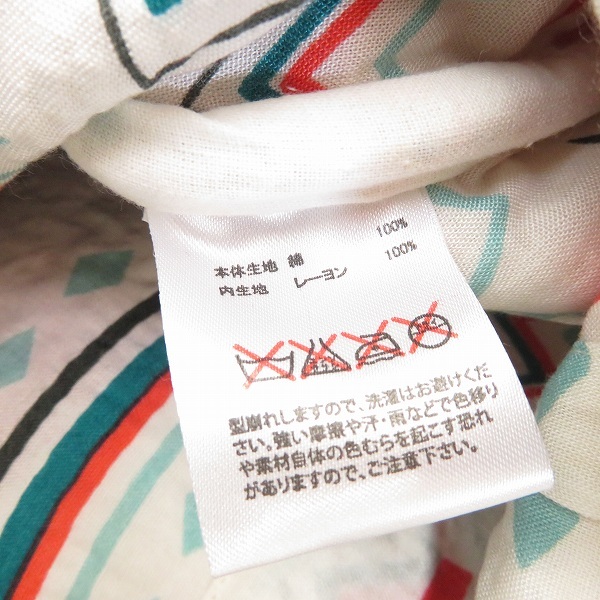 本体生地 綿 100%
内生地 レーヨン 100%
型崩れしますので、洗濯はお避けくだ
さい。強い摩擦や汗・雨などで色移り
や素材自体の色むらを起こす恐れ
がありますので、ご注意下さい。